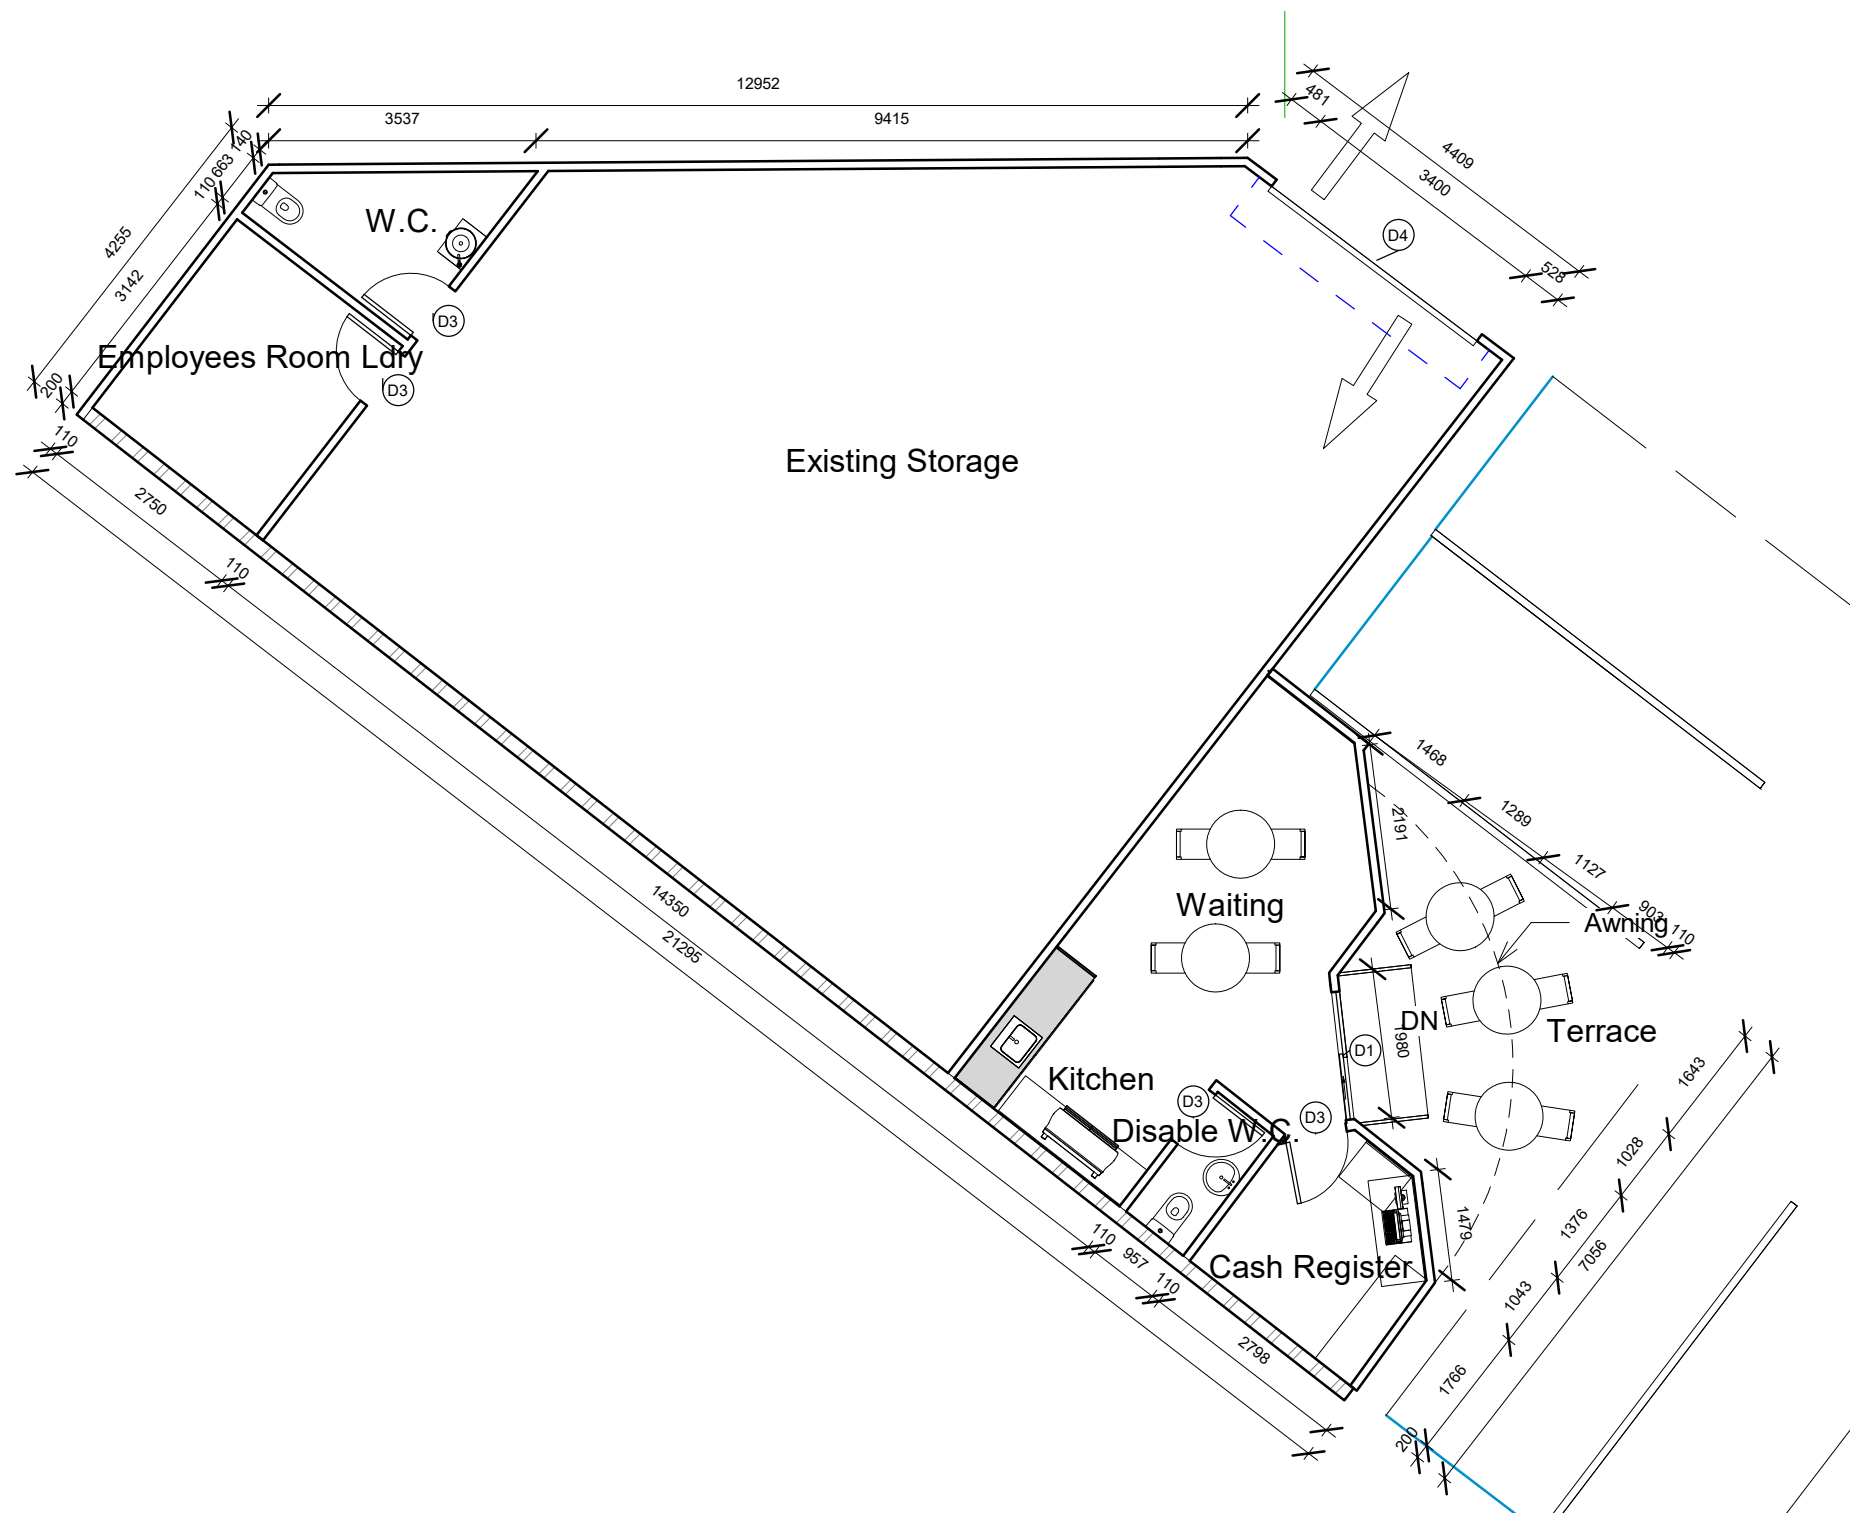 12952
3537
9415
481
4409
3400
528
D4
140
663
110
4255
3142
200
W.C.
D3
Employees Room Ldry
D3
110
2750
110
Existing Storage
14350
21295
1468
1289
1127
903
110
2191
Awning
Waiting
DN
1980
D1
Terrace
Kitchen
D3
D3
Disable W.C.
1643
1028
1376
7056
1043
1766
200
1479
Cash Register
110
957
110
2798